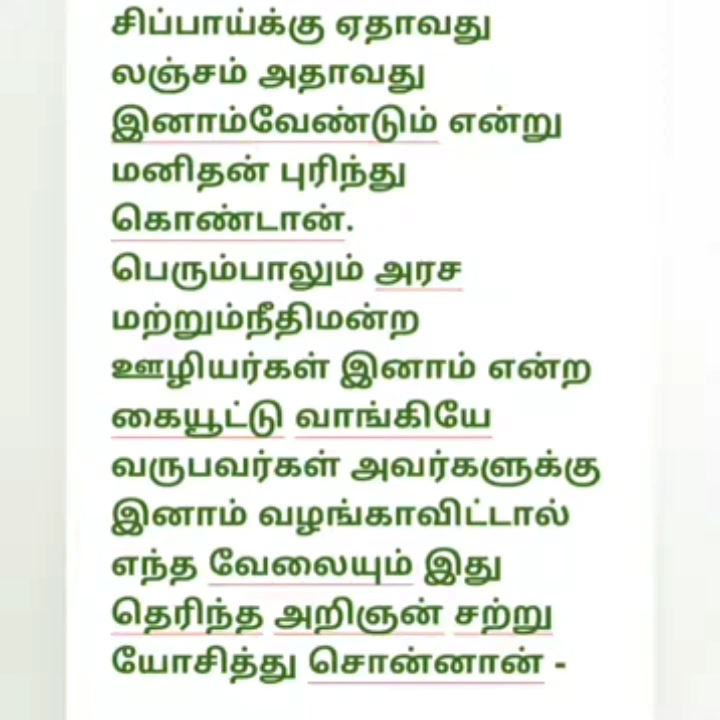 சிப்பாய்க்கு ஏதாவது
லஞ்சம் அதாவது
இனாம்வேண்டும் என்று
மனிதன் புரிந்து
கொண்டான்.
பெரும்பாலும் அரச
மற்றும்நீதிமன்ற
ஊழியர்கள் இனாம் என்ற
கையூட்டு வாங்கியே
வருபவர்கள் அவர்களுக்கு
இனாம் வழங்காவிட்டால்
எந்த வேலையும் இது
தெரிந்த அறிஞன் சற்று
யோசித்து சொன்னான் -